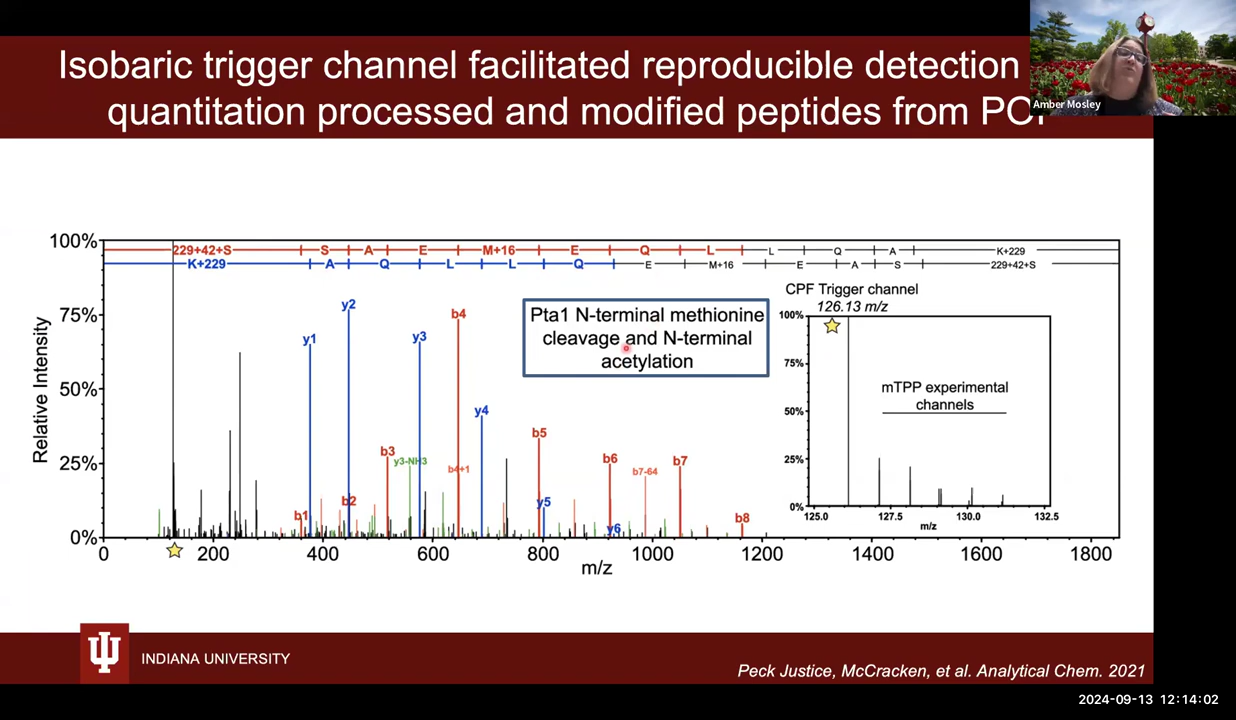 Isobaric trigger channel facilitated reproducible detection
quantitation processed and modified peptides from
Amber Mosley
100%
75%
50%
25%
0%
Relative Intensity
229+42+S S A E M+16 E Q L L Q A K+229
K+229 A Q L L Q E M+16 E A S 229+42+S
y1
y2
y3
b4
y4
b3
y3-NH3
b4+1
b5
b6
b7-64
b7
b2
b1
y5
y6
b8
Pta1 N-terminal methionine
cleavage and N-terminal
acetylation
CPF Trigger channel
126.13 m/z
100%
75%
50%
25%
0%
mTPP experimental
channels
125.0 127.5 130.0 132.5
m/z
0 200 400 600 800 1000 1200 1400 1600 1800
m/z
INDIANA UNIVERSITY
Peck Justice, McCracken, et al. Analytical Chem. 2021
2024-09-13 12:14:02